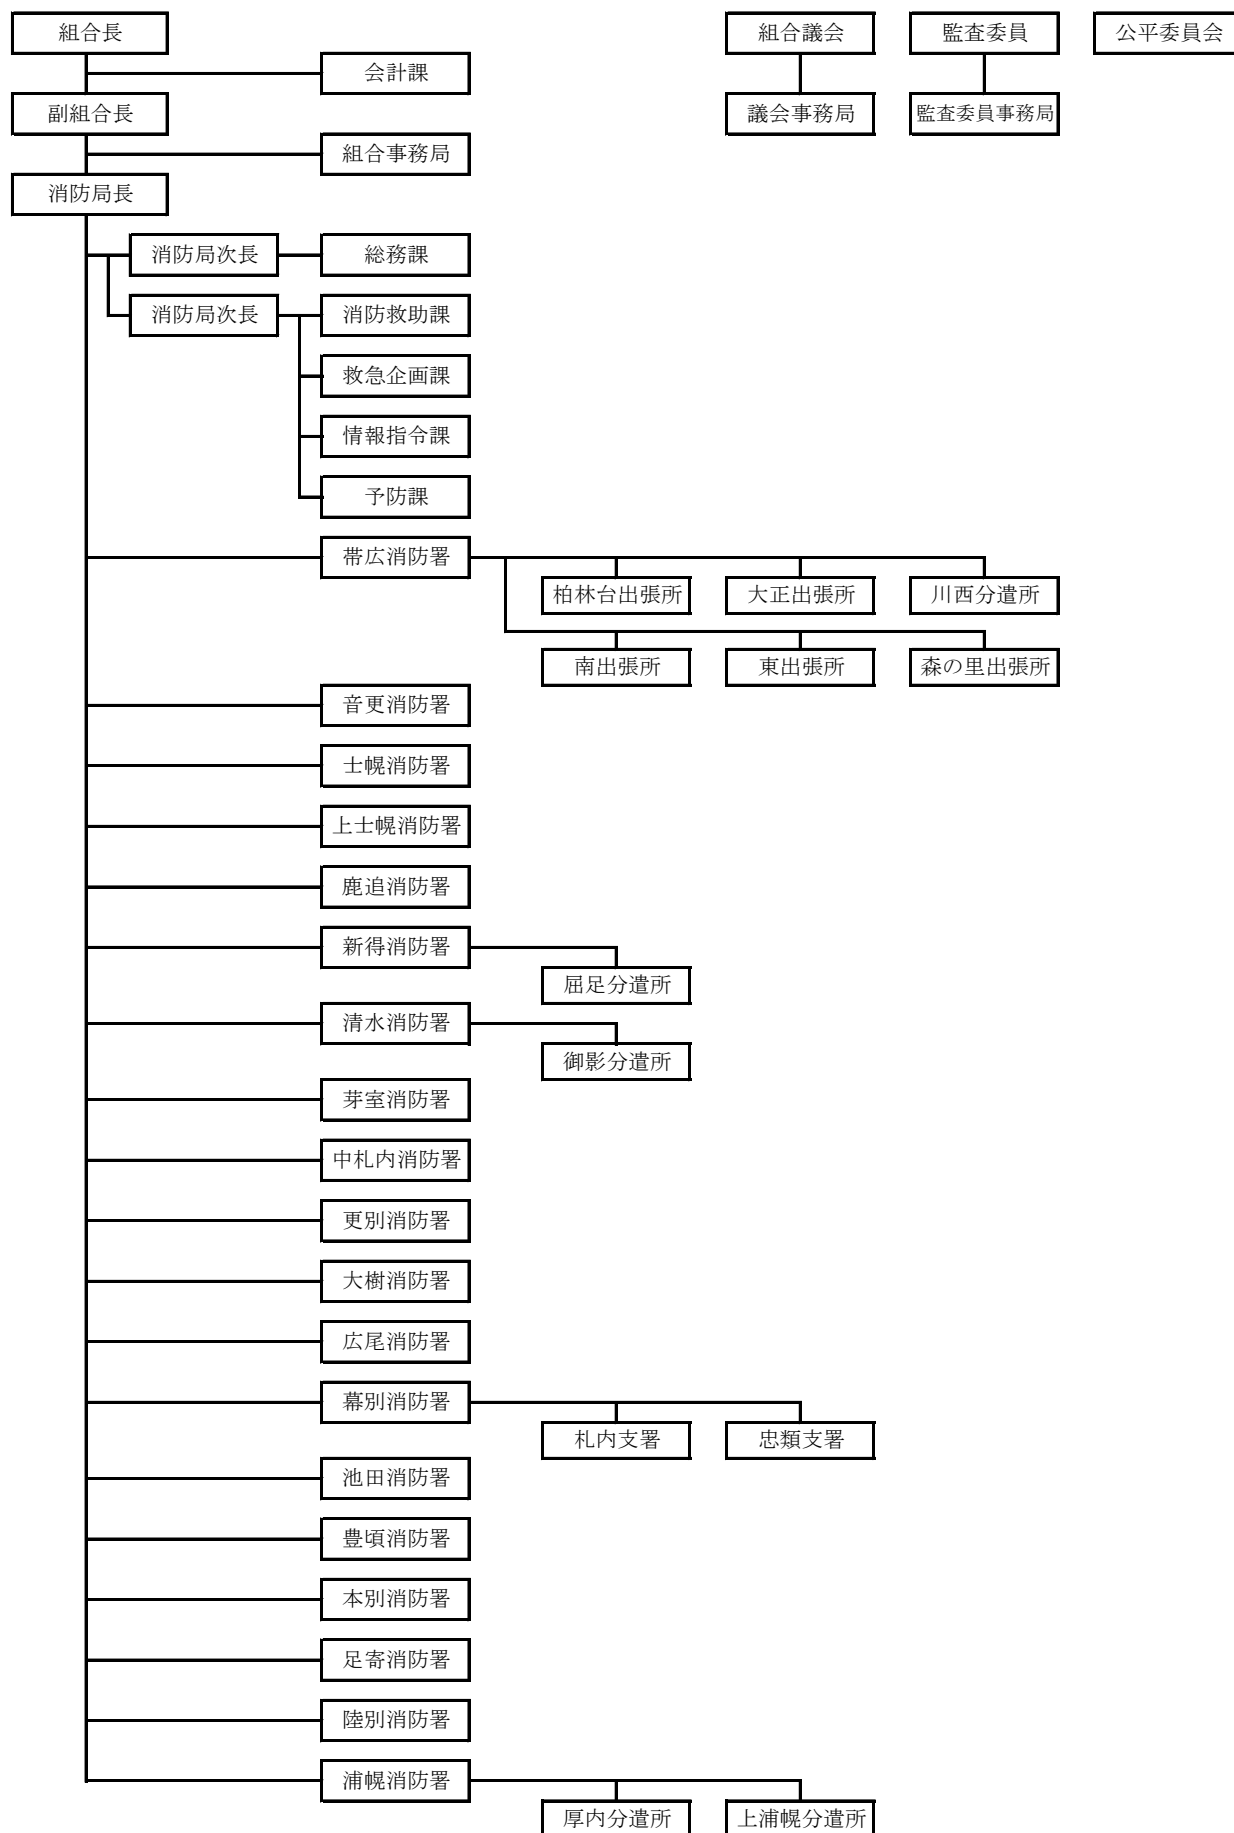 組合長
組合議会
監査委員
公平委員会
会計課
副組合長
議会事務局
監査委員事務局
組合事務局
消防局長
消防局次長
総務課
消防局次長
消防救助課
救急企画課
情報指令課
予防課
帯広消防署
柏林台出張所
大正出張所
川西分遣所
南出張所
東出張所
森の里出張所
音更消防署
士幌消防署
上士幌消防署
鹿追消防署
新得消防署
屈足分遣所
清水消防署
御影分遣所
芽室消防署
中札内消防署
更別消防署
大樹消防署
広尾消防署
幕別消防署
札内支署
忠類支署
池田消防署
豊頃消防署
本別消防署
足寄消防署
陸別消防署
浦幌消防署
厚内分遣所
上浦幌分遣所